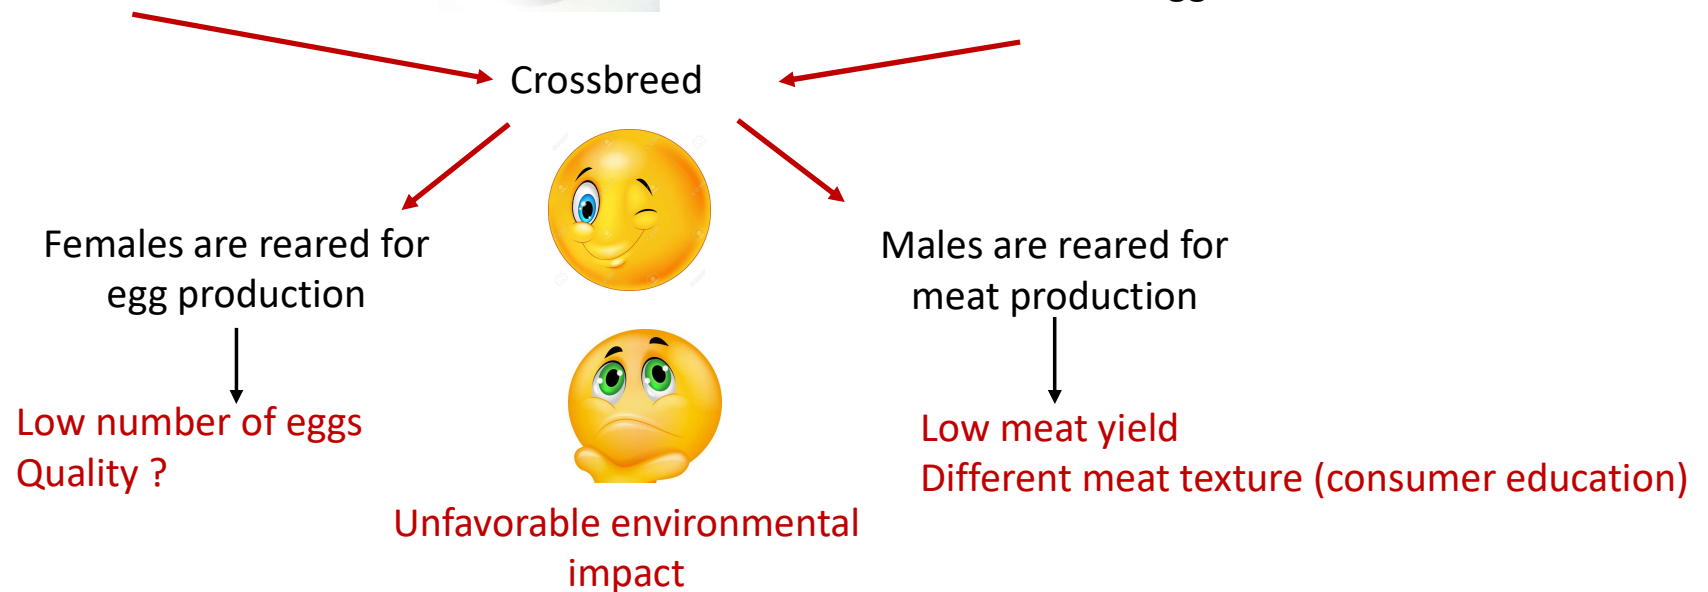 Crossbreed
Females are reared for
egg production
Males are reared for
meat production
Low number of eggs
Quality ?
Low meat yield
Different meat texture (consumer education)
Unfavorable environmental
impact